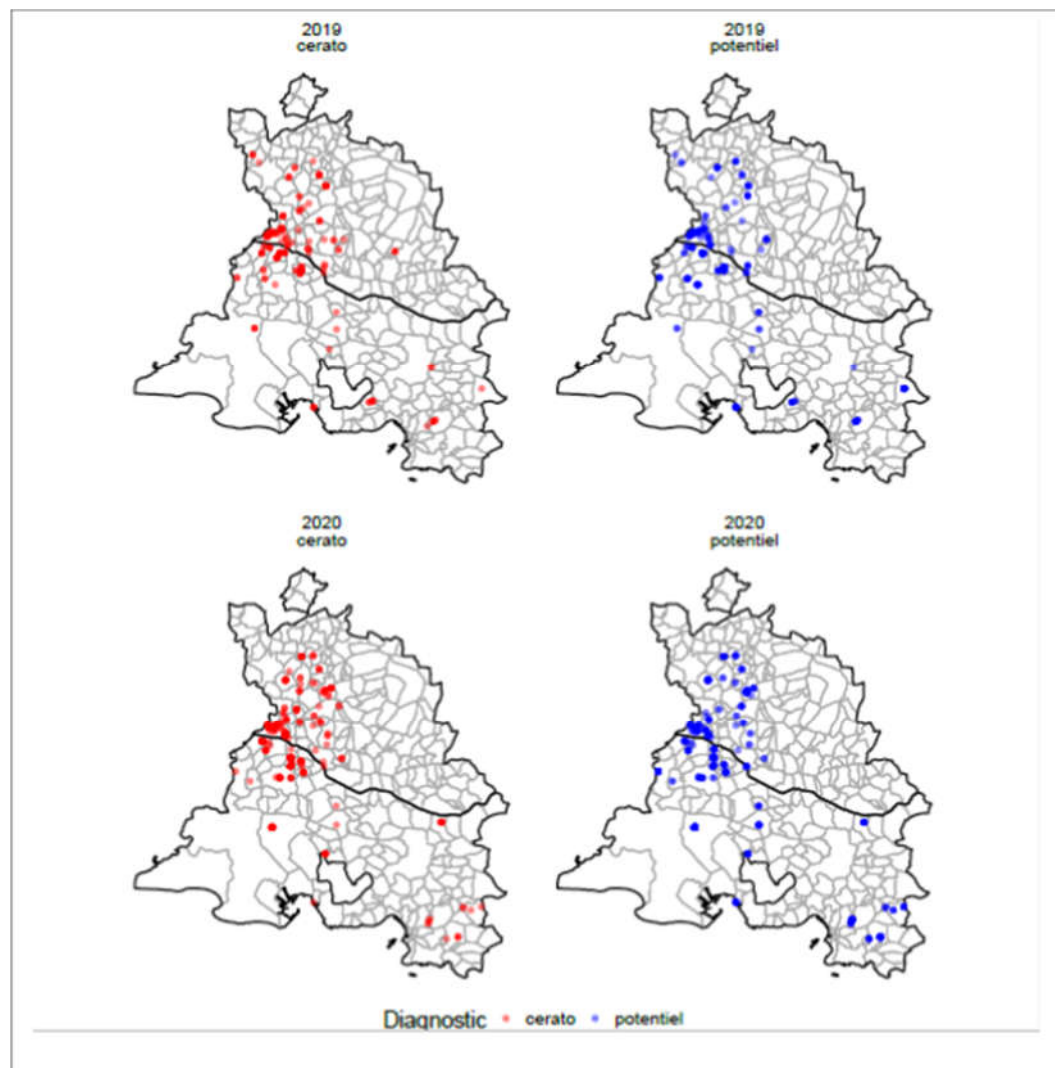 2019
cerato
2019
potentiel
2020
cerato
2020
potentiel
Diagnostic cerato potentiel